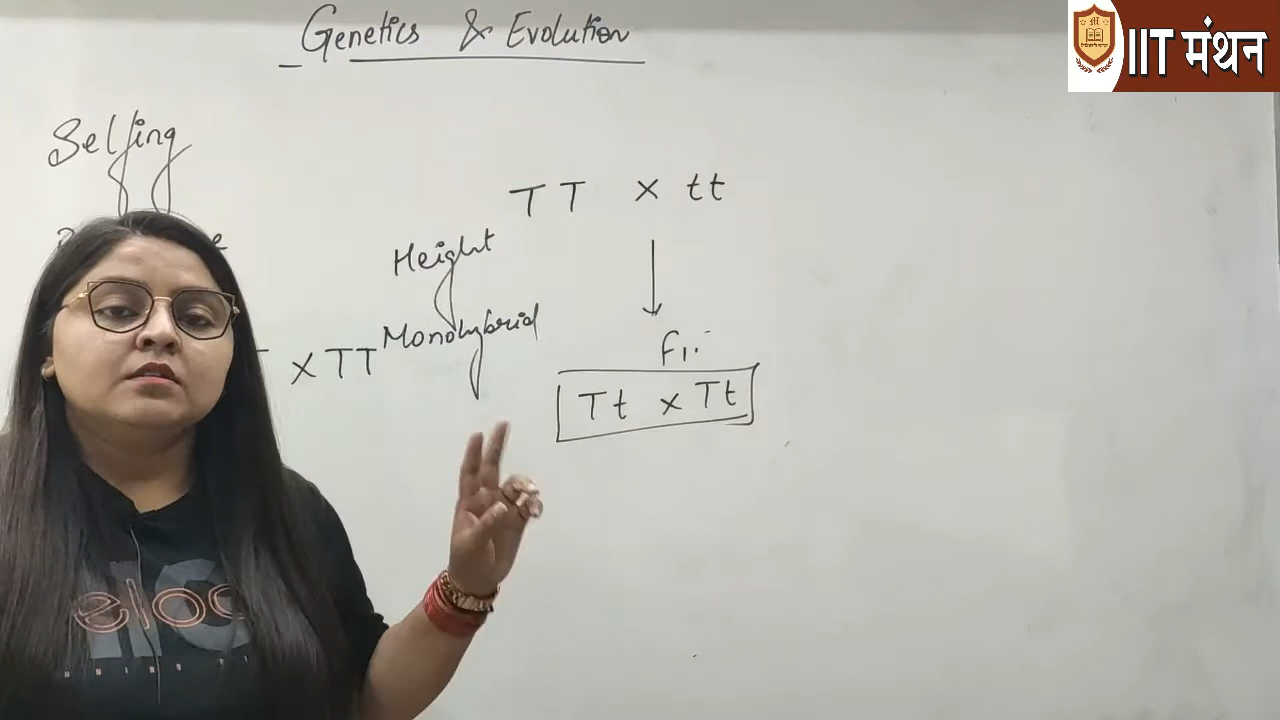 Genetics & Evolution
IIT मंथन
Selfing
TT × tt
Height
F1:
Monohybrid
× TT
Tt × Tt